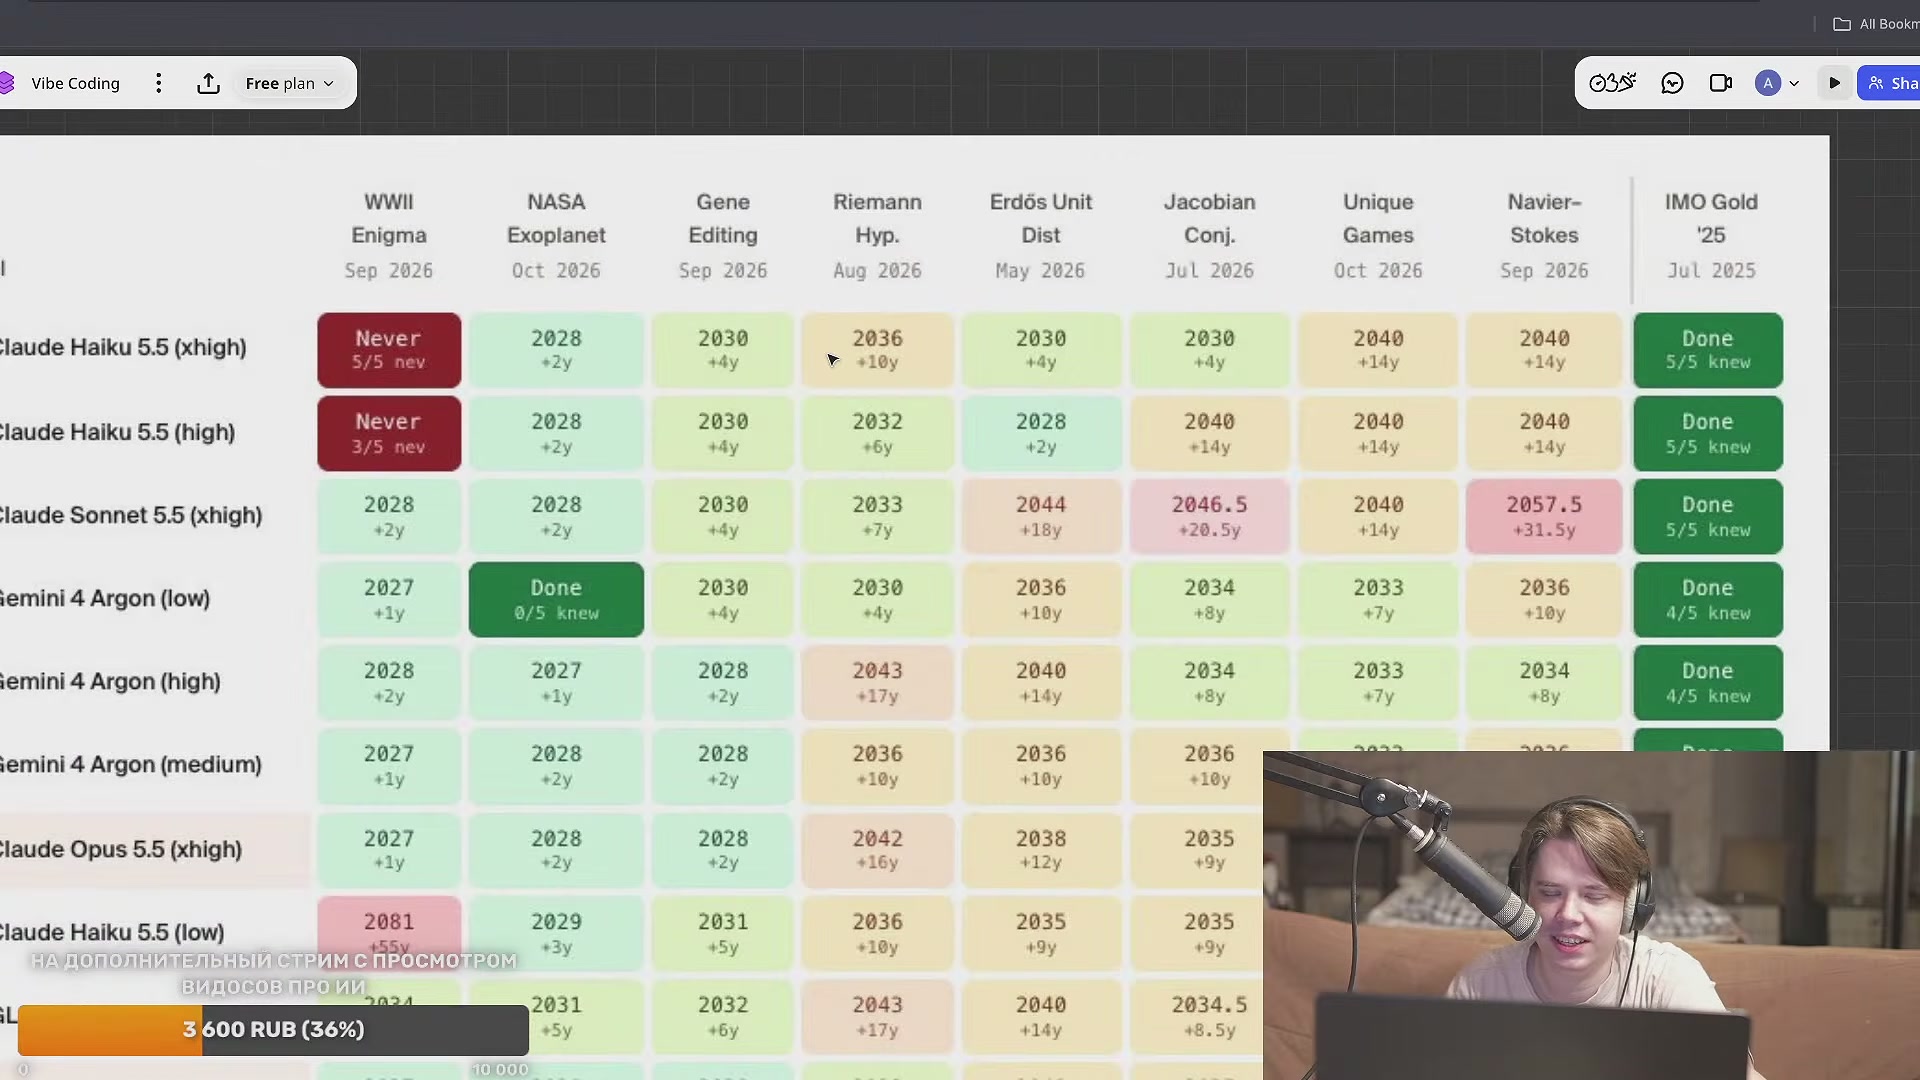 All Bookm
Vibe Coding
Free plan
A
Sha
WWII Enigma
Sep 2026
NASA Exoplanet
Oct 2026
Gene Editing
Sep 2026
Riemann Hyp.
Aug 2026
Erdős Unit Dist
May 2026
Jacobian Conj.
Jul 2026
Unique Games
Oct 2026
Navier–Stokes
Sep 2026
IMO Gold '25
Jul 2025
l
Claude Haiku 5.5 (xhigh)
Never 2028 2030 2036 2030 2030 2040 2040 Done
5/5 nev +2y +4y +10y +4y +4y +14y +14y 5/5 knew
Claude Haiku 5.5 (high)
Never 2028 2030 2032 2028 2040 2040 2040 Done
3/5 nev +2y +4y +6y +2y +14y +14y +14y 5/5 knew
Claude Sonnet 5.5 (xhigh)
2028 2028 2030 2033 2044 2046.5 2040 2057.5 Done
+2y +2y +4y +7y +18y +20.5y +14y +31.5y 5/5 knew
Gemini 4 Argon (low)
2027 Done 2030 2030 2036 2034 2033 2036 Done
+1y 0/5 knew +4y +4y +10y +8y +7y +10y 4/5 knew
Gemini 4 Argon (high)
2028 2027 2028 2043 2040 2034 2033 2034 Done
+2y +1y +2y +17y +14y +8y +7y +8y 4/5 knew
Gemini 4 Argon (medium)
2027 2028 2028 2036 2036 2036
+1y +2y +2y +10y +10y +10y
Claude Opus 5.5 (xhigh)
2027 2028 2028 2042 2038 2035
+1y +2y +2y +16y +12y +9y
Claude Haiku 5.5 (low)
2081 2029 2031 2036 2035 2035
+55y +3y +5y +10y +9y +9y
GL
2034 2031 2032 2043 2040 2034.5
+5y +6y +17y +14y +8.5y
НА ДОПОЛНИТЕЛЬНЫЙ СТРИМ С ПРОСМОТРОМ
ВИДОСОВ ПРО ИИ
3 600 RUB (36%)
0 10 000